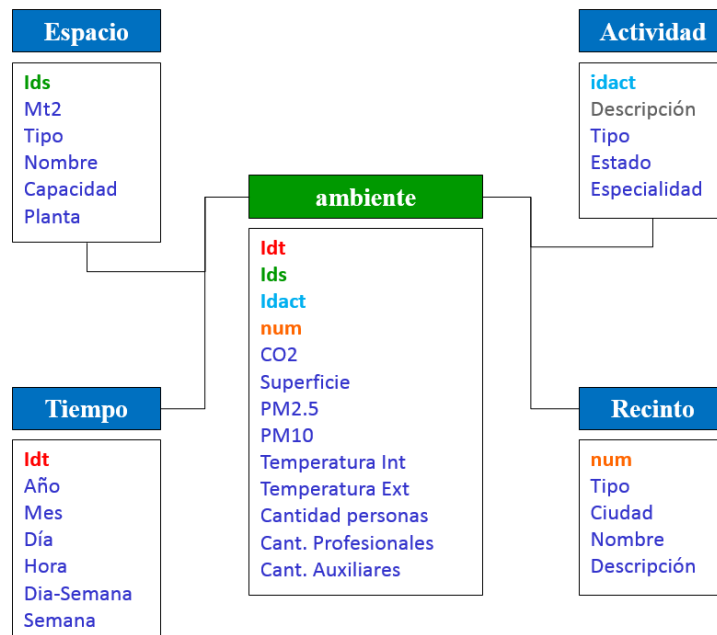 Espacio
Ids
Mt2
Tipo
Nombre
Capacidad
Planta
Actividad
idact
Descripción
Tipo
Estado
Especialidad
ambiente
Idt
Ids
Idact
num
CO2
Superficie
PM2.5
PM10
Temperatura Int
Temperatura Ext
Cantidad personas
Cant. Profesionales
Cant. Auxiliares
Tiempo
Idt
Año
Mes
Día
Hora
Dia-Semana
Semana
Recinto
num
Tipo
Ciudad
Nombre
Descripción